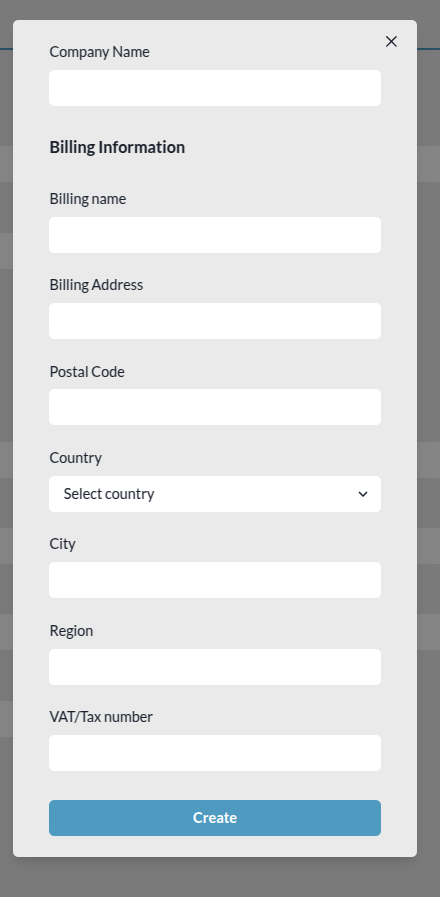 Company Name
Billing Information
Billing name
Billing Address
Postal Code
Country
Select country
City
Region
VAT/Tax number
Create